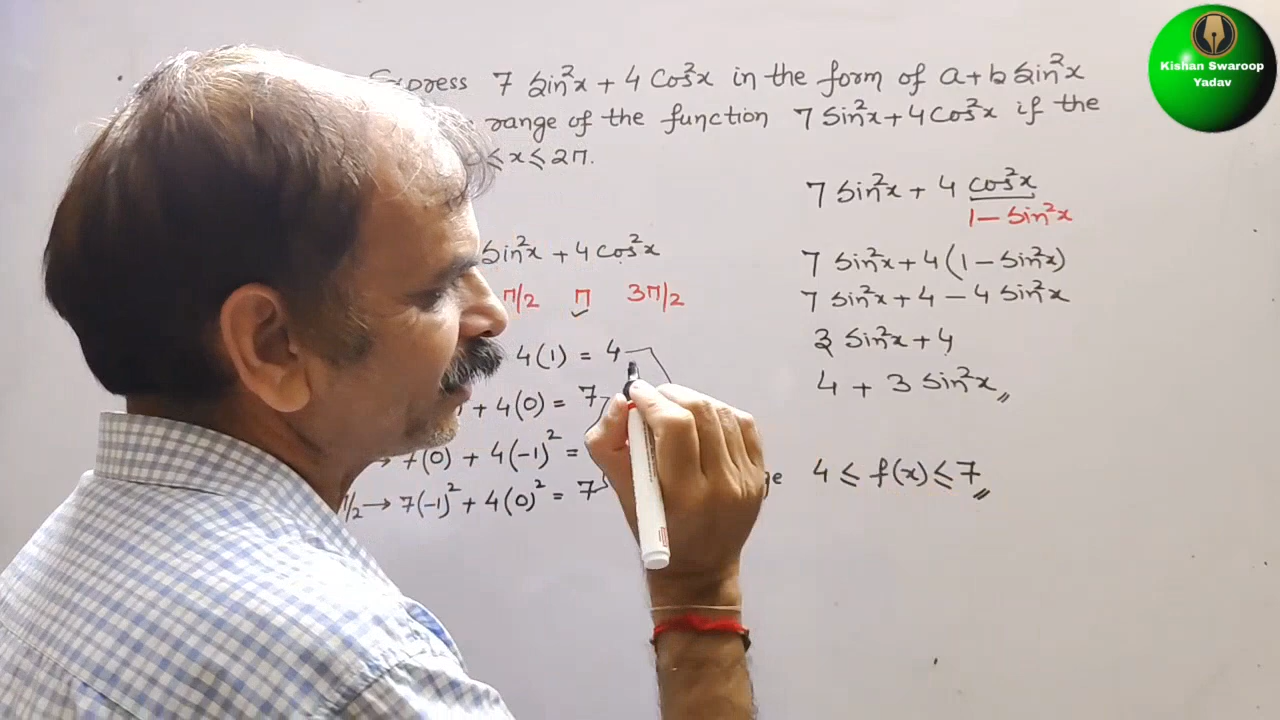 7 Sin²x + 4 Cos²x in the form of a+b Sin²x
range of the function 7 Sin²x + 4 Cos²x if the
≤ x ≤ 2π.
Sin²x + 4 Cos²x
π/2 π 3π/2
4(1) = 4
+ 4(0) = 7
7(0) + 4(-1)² =
/2 → 7(-1)² + 4(0)² = 7
7 Sin²x + 4 cos²x
1 - Sin²x
7 Sin²x + 4(1 - Sin²x)
7 Sin²x + 4 - 4 Sin²x
3 Sin²x + 4
4 + 3 Sin²x
4 ≤ f(x) ≤ 7
Kishan Swaroop
Yadav